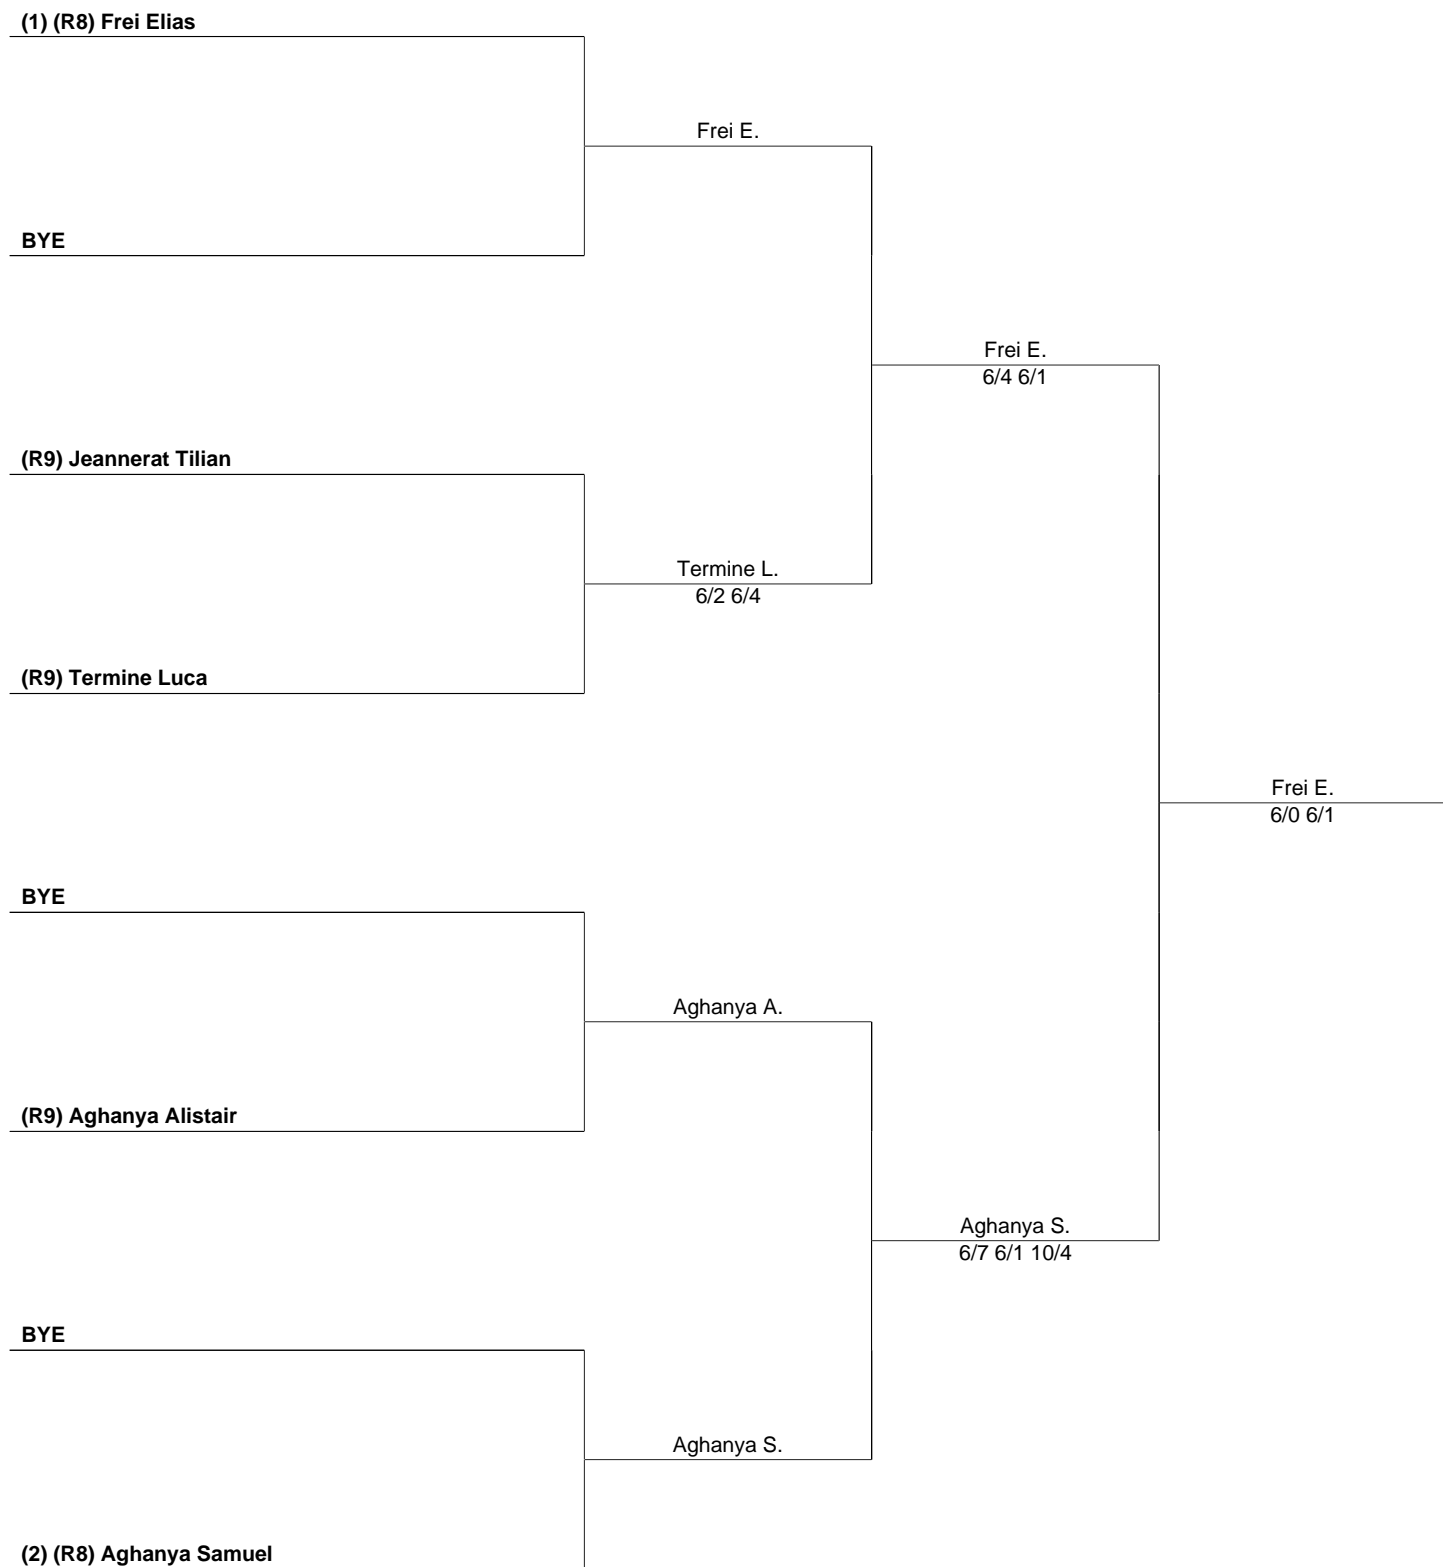 (1) (R8) Frei Elias
Frei E.
BYE
Frei E.
6/4 6/1
(R9) Jeannerat Tilian
Termine L.
6/2 6/4
(R9) Termine Luca
Frei E.
6/0 6/1
BYE
Aghanya A.
(R9) Aghanya Alistair
Aghanya S.
6/7 6/1 10/4
BYE
Aghanya S.
(2) (R8) Aghanya Samuel